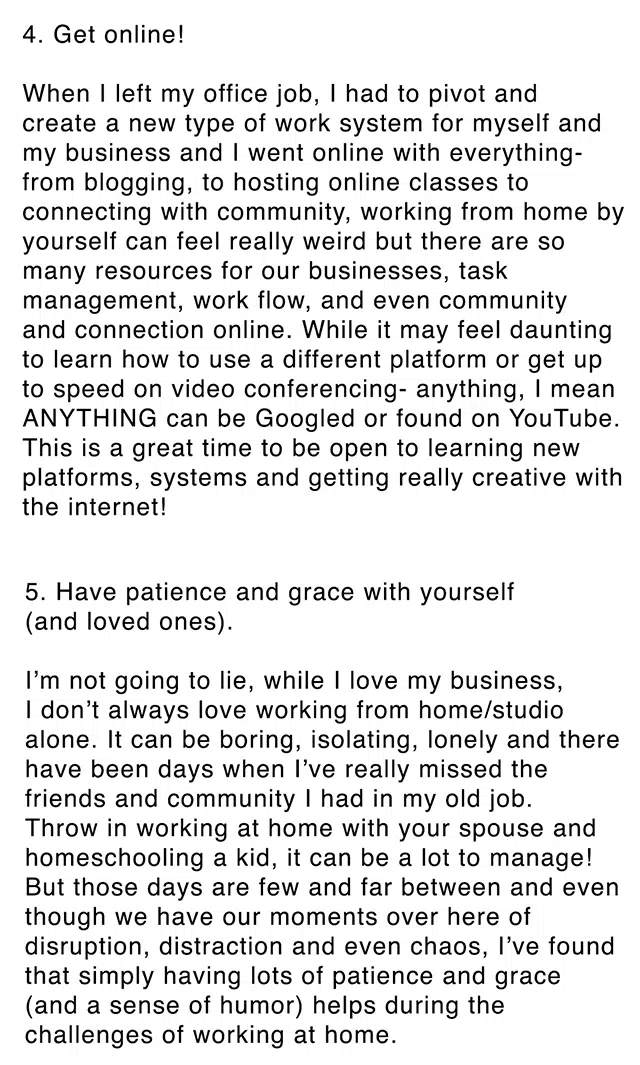 4. Get online!
When I left my office job, I had to pivot and
create a new type of work system for myself and
my business and I went online with everything-
from blogging, to hosting online classes to
connecting with community, working from home by
yourself can feel really weird but there are so
many resources for our businesses, task
management, work flow, and even community
and connection online. While it may feel daunting
to learn how to use a different platform or get up
to speed on video conferencing- anything, I mean
ANYTHING can be Googled or found on YouTube.
This is a great time to be open to learning new
platforms, systems and getting really creative with
the internet!
5. Have patience and grace with yourself
(and loved ones).
I’m not going to lie, while I love my business,
I don’t always love working from home/studio
alone. It can be boring, isolating, lonely and there
have been days when I’ve really missed the
friends and community I had in my old job.
Throw in working at home with your spouse and
homeschooling a kid, it can be a lot to manage!
But those days are few and far between and even
though we have our moments over here of
disruption, distraction and even chaos, I’ve found
that simply having lots of patience and grace
(and a sense of humor) helps during the
challenges of working at home.